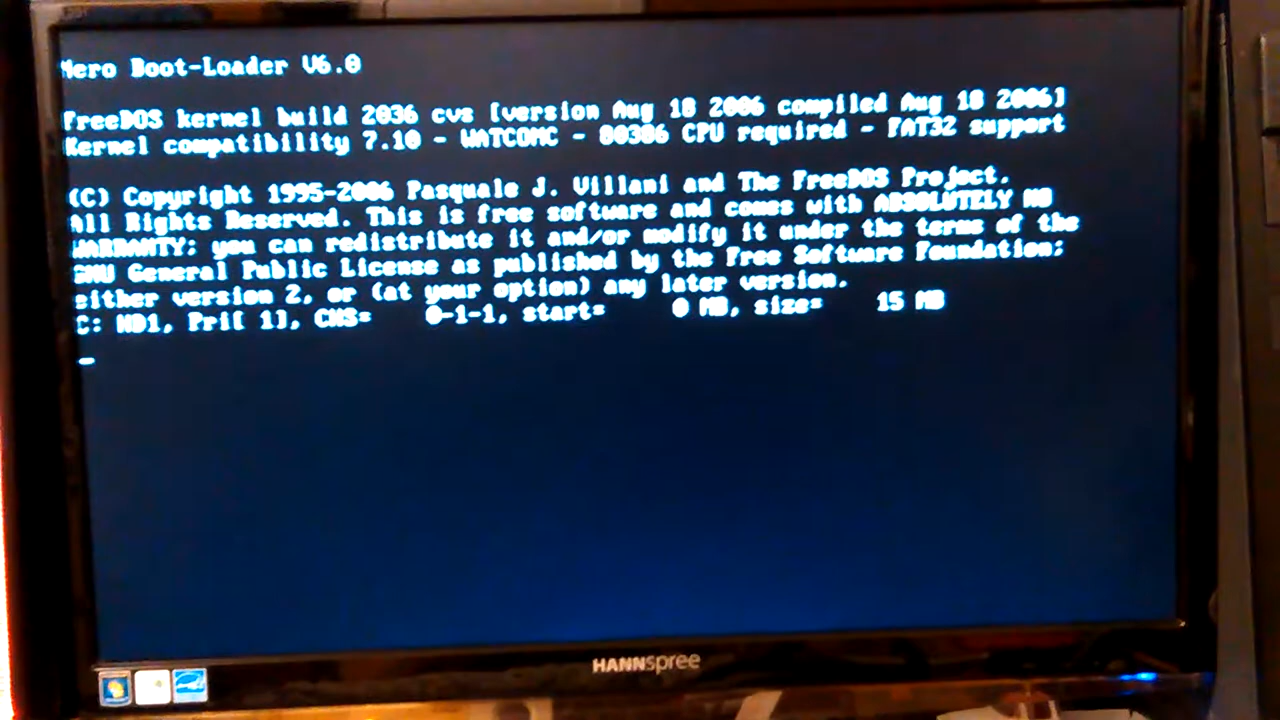 Nero Boot-Loader V6.0
FreeDOS kernel build 2036 cvs [version Aug 18 2006 compiled Aug 18 2006]
Kernel compatibility 7.10 - WATCOMC - 80386 CPU required - FAT32 support
(C) Copyright 1995-2006 Pasquale J. Villani and The FreeDOS Project.
All Rights Reserved. This is free software and comes with ABSOLUTELY NO
WARRANTY; you can redistribute it and/or modify it under the terms of the
GNU General Public License as published by the Free Software Foundation;
either version 2, or (at your option) any later version.
C: HD1, Pri[ 1], CHS=    0-1-1, start=     0 MB, size=    15 MB
HANNspree